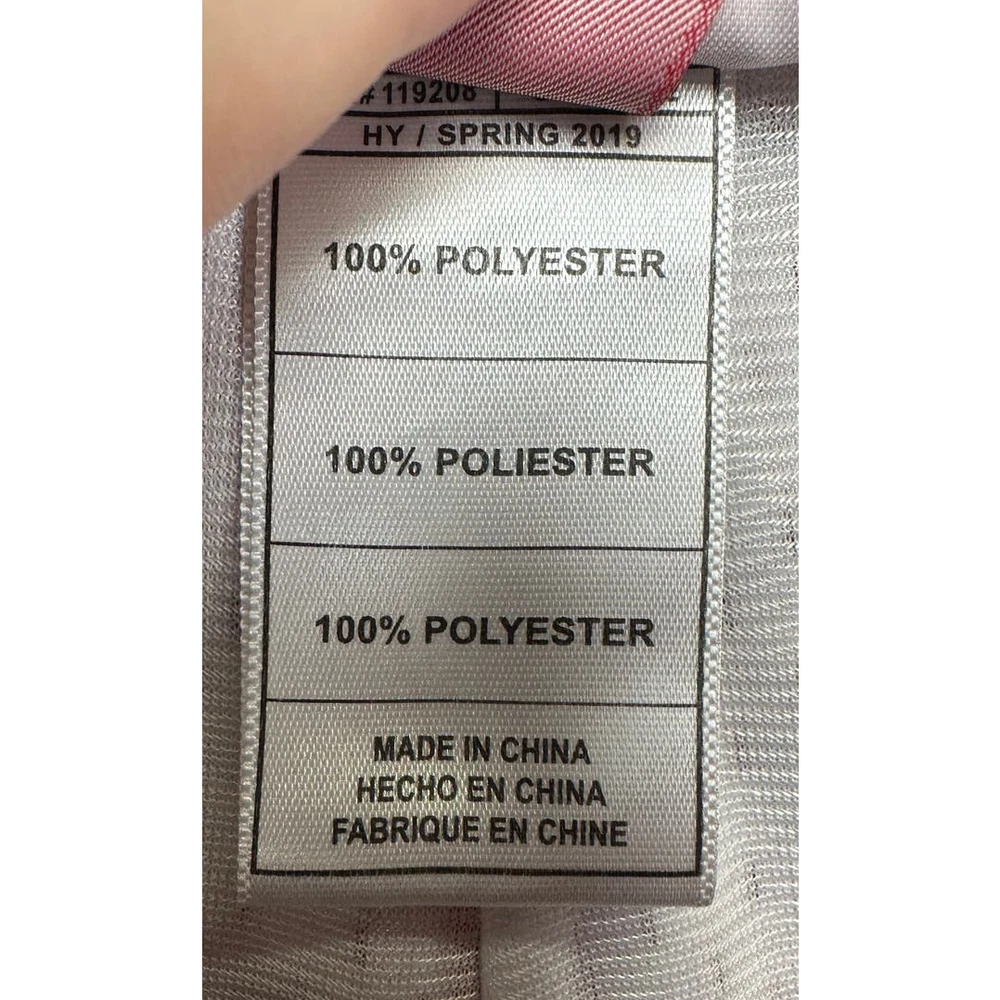 #119208
HY / SPRING 2019
100% POLYESTER
100% POLIESTER
100% POLYESTER
MADE IN CHINA
HECHO EN CHINA
FABRIQUE EN CHINE